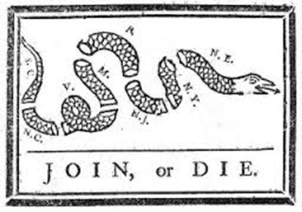 S.C.
N.C.
V.
M.
P.
N.J.
N.Y.
N.E.
JOIN, or DIE.